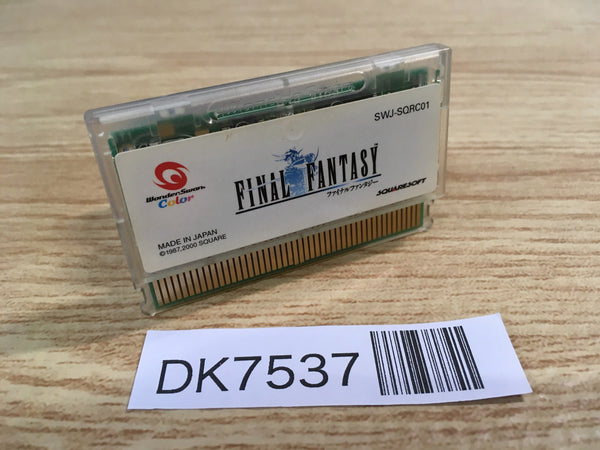 SWJ-SQRC01
WonderSwan
Color
FINAL FANTASY
ファイナルファンタジー
SQUARESOFT
MADE IN JAPAN
©1987,2000 SQUARE
DK7537